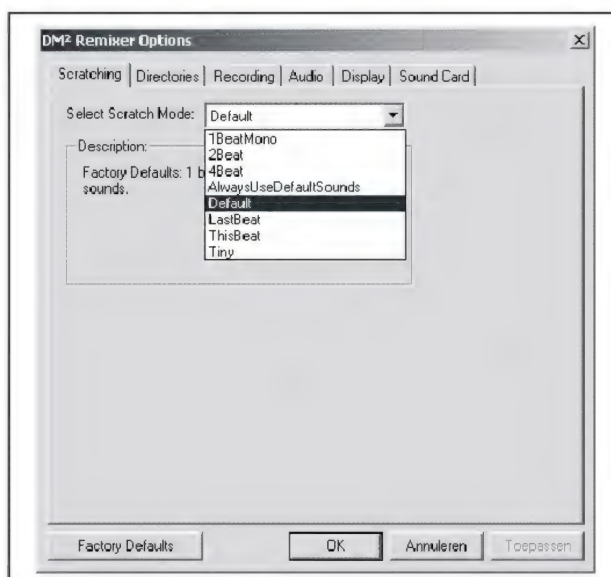 DM² Remixer Options
Scratching Directories Recording Audio Display Sound Card
Select Scratch Mode: Default
Description:
Factory Defaults: 1 b
sounds.
1BeatMono
2Beat
4Beat
AlwaysUseDefaultSounds
Default
LastBeat
ThisBeat
Tiny
Factory Defaults OK Annuleren Toepassen